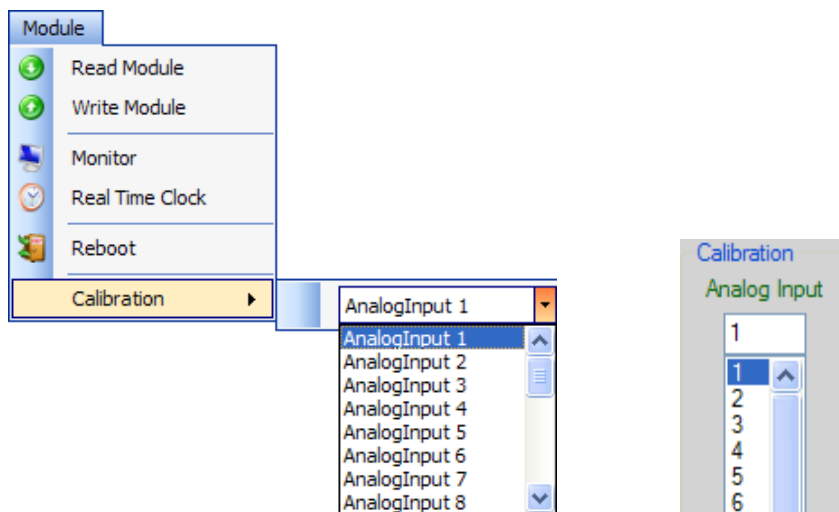 Module
Read Module
Write Module
Monitor
Real Time Clock
Reboot
Calibration
AnalogInput 1
AnalogInput 1
AnalogInput 2
AnalogInput 3
AnalogInput 4
AnalogInput 5
AnalogInput 6
AnalogInput 7
AnalogInput 8
Calibration
Analog Input
1
1
2
3
4
5
6